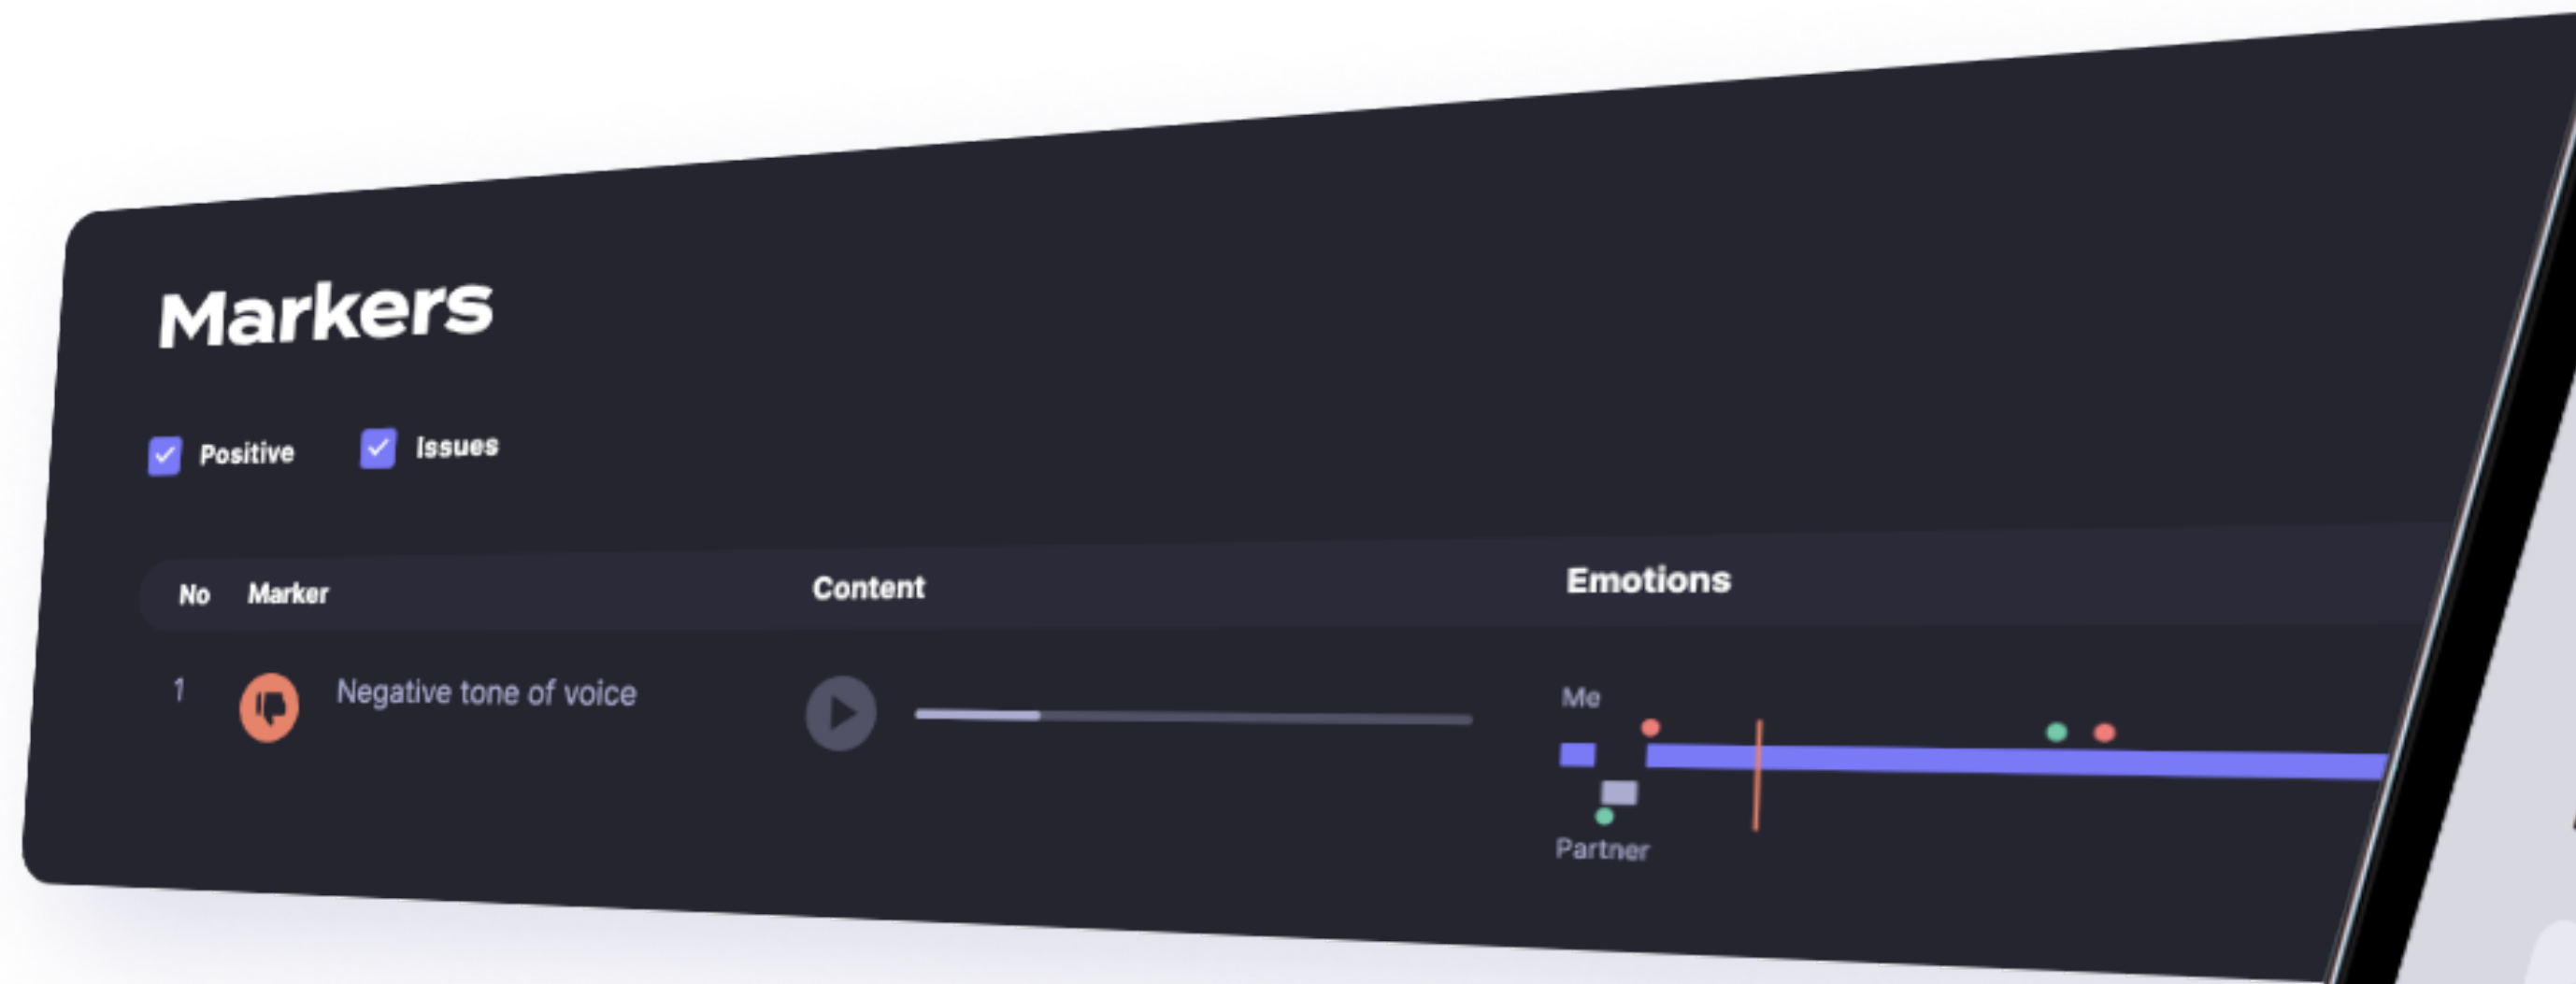 Markers
Positive Issues
No Marker Content Emotions
1 Negative tone of voice
Me
Partner